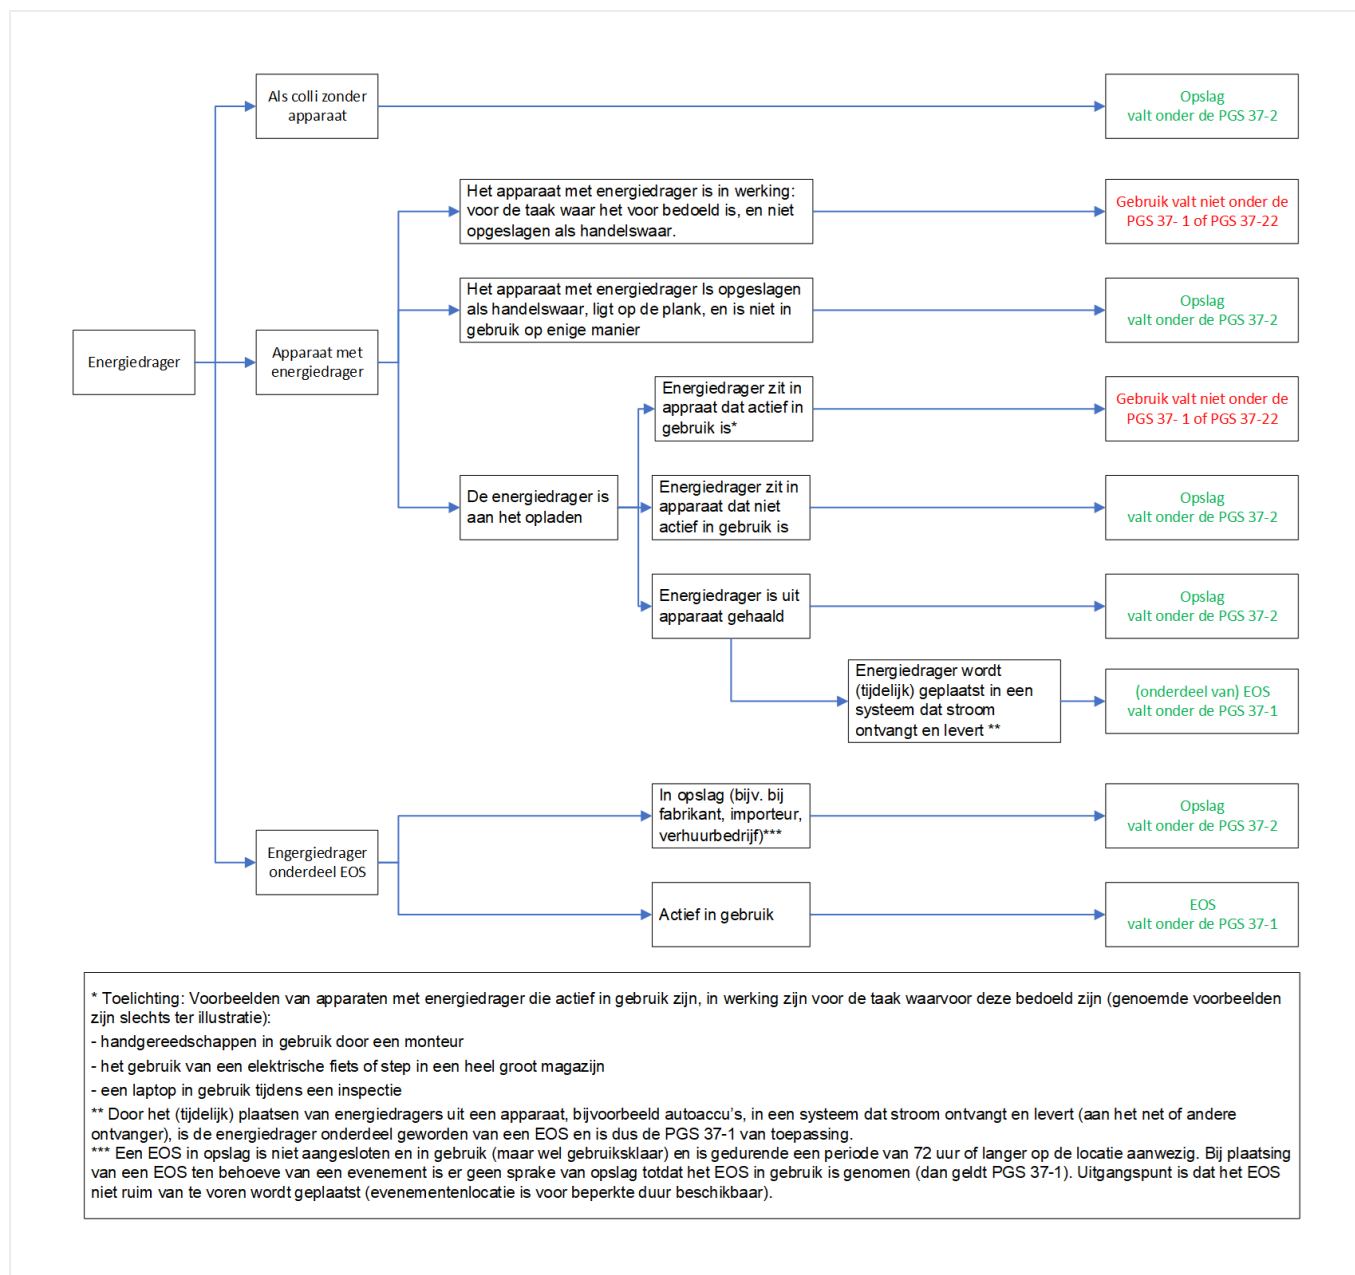 Als colli zonder
apparaat
Opslag
valt onder de PGS 37-2
Het apparaat met energiedrager is in werking:
voor de taak waar het voor bedoeld is, en niet
opgeslagen als handelswaar.
Gebruik valt niet onder de
PGS 37- 1 of PGS 37-22
Het apparaat met energiedrager Is opgeslagen
als handelswaar, ligt op de plank, en is niet in
gebruik op enige manier
Opslag
valt onder de PGS 37-2
Energiedrager
Apparaat met
energiedrager
Energiedrager zit in
appraat dat actief in
gebruik is*
Gebruik valt niet onder de
PGS 37- 1 of PGS 37-22
De energiedrager is
aan het opladen
Energiedrager zit in
apparaat dat niet
actief in gebruik is
Opslag
valt onder de PGS 37-2
Energiedrager is uit
apparaat gehaald
Opslag
valt onder de PGS 37-2
Energiedrager wordt
(tijdelijk) geplaatst in een
systeem dat stroom
ontvangt en levert **
(onderdeel van) EOS
valt onder de PGS 37-1
Engergiedrager
onderdeel EOS
In opslag (bijv. bij
fabrikant, importeur,
verhuurbedrijf)***
Opslag
valt onder de PGS 37-2
Actief in gebruik
EOS
valt onder de PGS 37-1
* Toelichting: Voorbeelden van apparaten met energiedrager die actief in gebruik zijn, in werking zijn voor de taak waarvoor deze bedoeld zijn (genoemde voorbeelden
zijn slechts ter illustratie):
- handgereedschappen in gebruik door een monteur
- het gebruik van een elektrische fiets of step in een heel groot magazijn
- een laptop in gebruik tijdens een inspectie
** Door het (tijdelijk) plaatsen van energiedragers uit een apparaat, bijvoorbeeld autoaccu’s, in een systeem dat stroom ontvangt en levert (aan het net of andere
ontvanger), is de energiedrager onderdeel geworden van een EOS en is dus de PGS 37-1 van toepassing.
*** Een EOS in opslag is niet aangesloten en in gebruik (maar wel gebruiksklaar) en is gedurende een periode van 72 uur of langer op de locatie aanwezig. Bij plaatsing
van een EOS ten behoeve van een evenement is er geen sprake van opslag totdat het EOS in gebruik is genomen (dan geldt PGS 37-1). Uitgangspunt is dat het EOS
niet ruim van te voren wordt geplaatst (evenementenlocatie is voor beperkte duur beschikbaar).